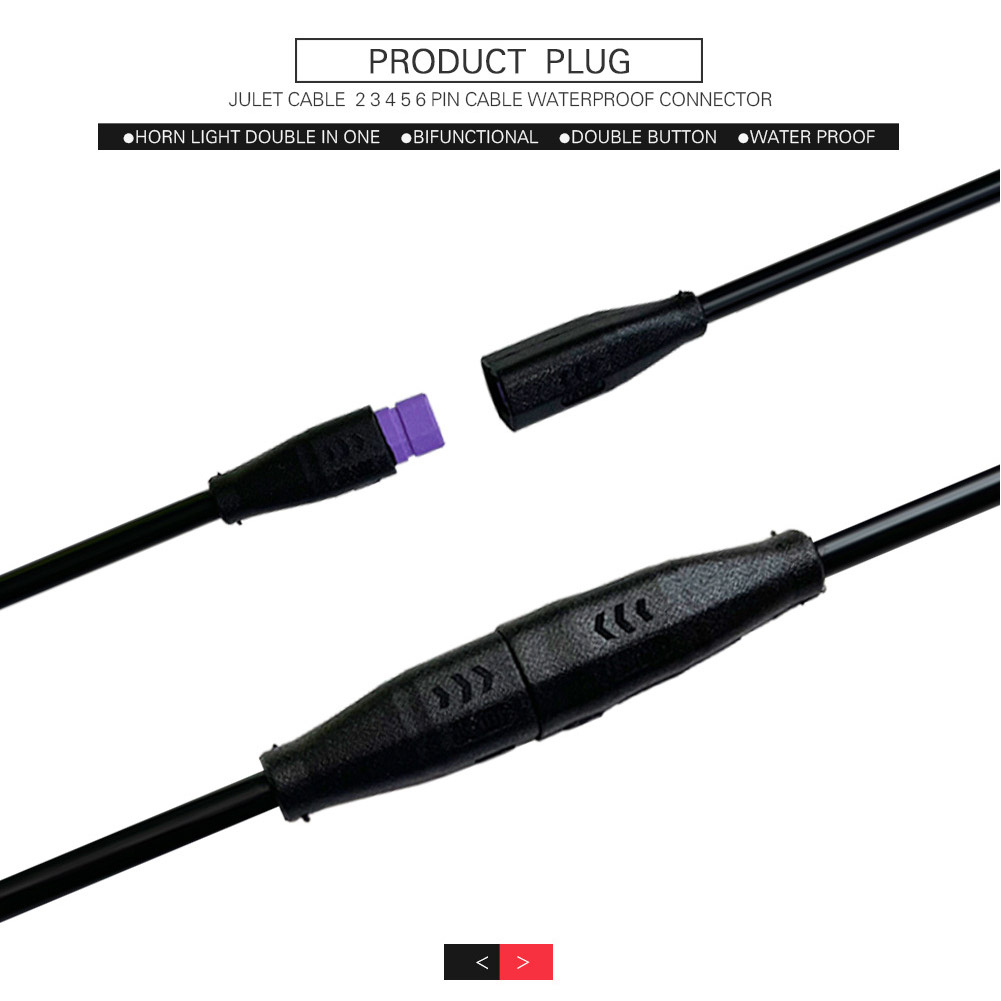 PRODUCT PLUG
JULET CABLE 2 3 4 5 6 PIN CABLE WATERPROOF CONNECTOR
●HORN LIGHT DOUBLE IN ONE ●BIFUNCTIONAL ●DOUBLE BUTTON ●WATER PROOF
< >